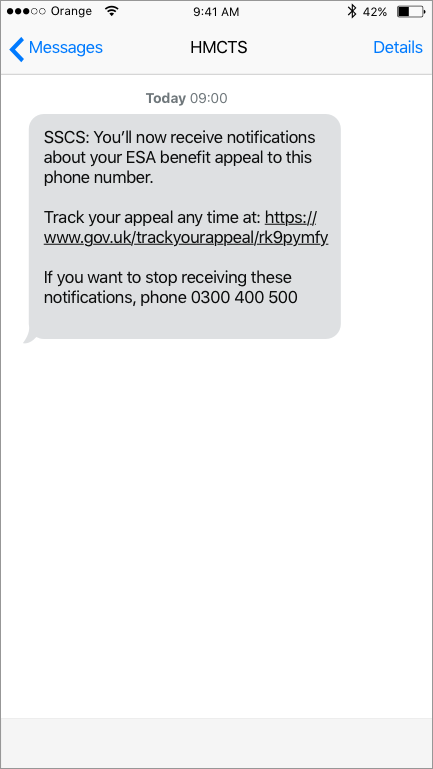 Orange 9:41 AM 42%
Messages HMCTS Details
Today 09:00
SSCS: You’ll now receive notifications
about your ESA benefit appeal to this
phone number.
Track your appeal any time at: https://
www.gov.uk/trackyourappeal/rk9pymfy
If you want to stop receiving these
notifications, phone 0300 400 500